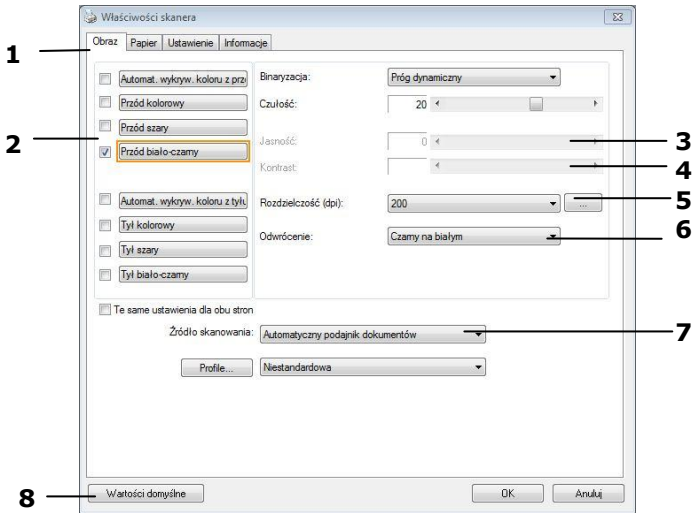 Właściwości skanera
Obraz Papier Ustawienie Informacje
1
Automat. wykryw. koloru z prze
Binaryzacja: Próg dynamiczny
Przód kolorowy
Czułość: 20
2
Przód szary
Jasność: 0
3
Przód biało-czarny
Kontrast:
4
Automat. wykryw. koloru z tyłu
Rozdzielczość (dpi): 200 ...
5
Tył kolorowy
Odwrócenie: Czarny na białym
6
Tył szary
Tył biało-czarny
Te same ustawienia dla obu stron
Źródło skanowania: Automatyczny podajnik dokumentów
7
Profile... Niestandardowa
8
Wartości domyślne OK Anuluj